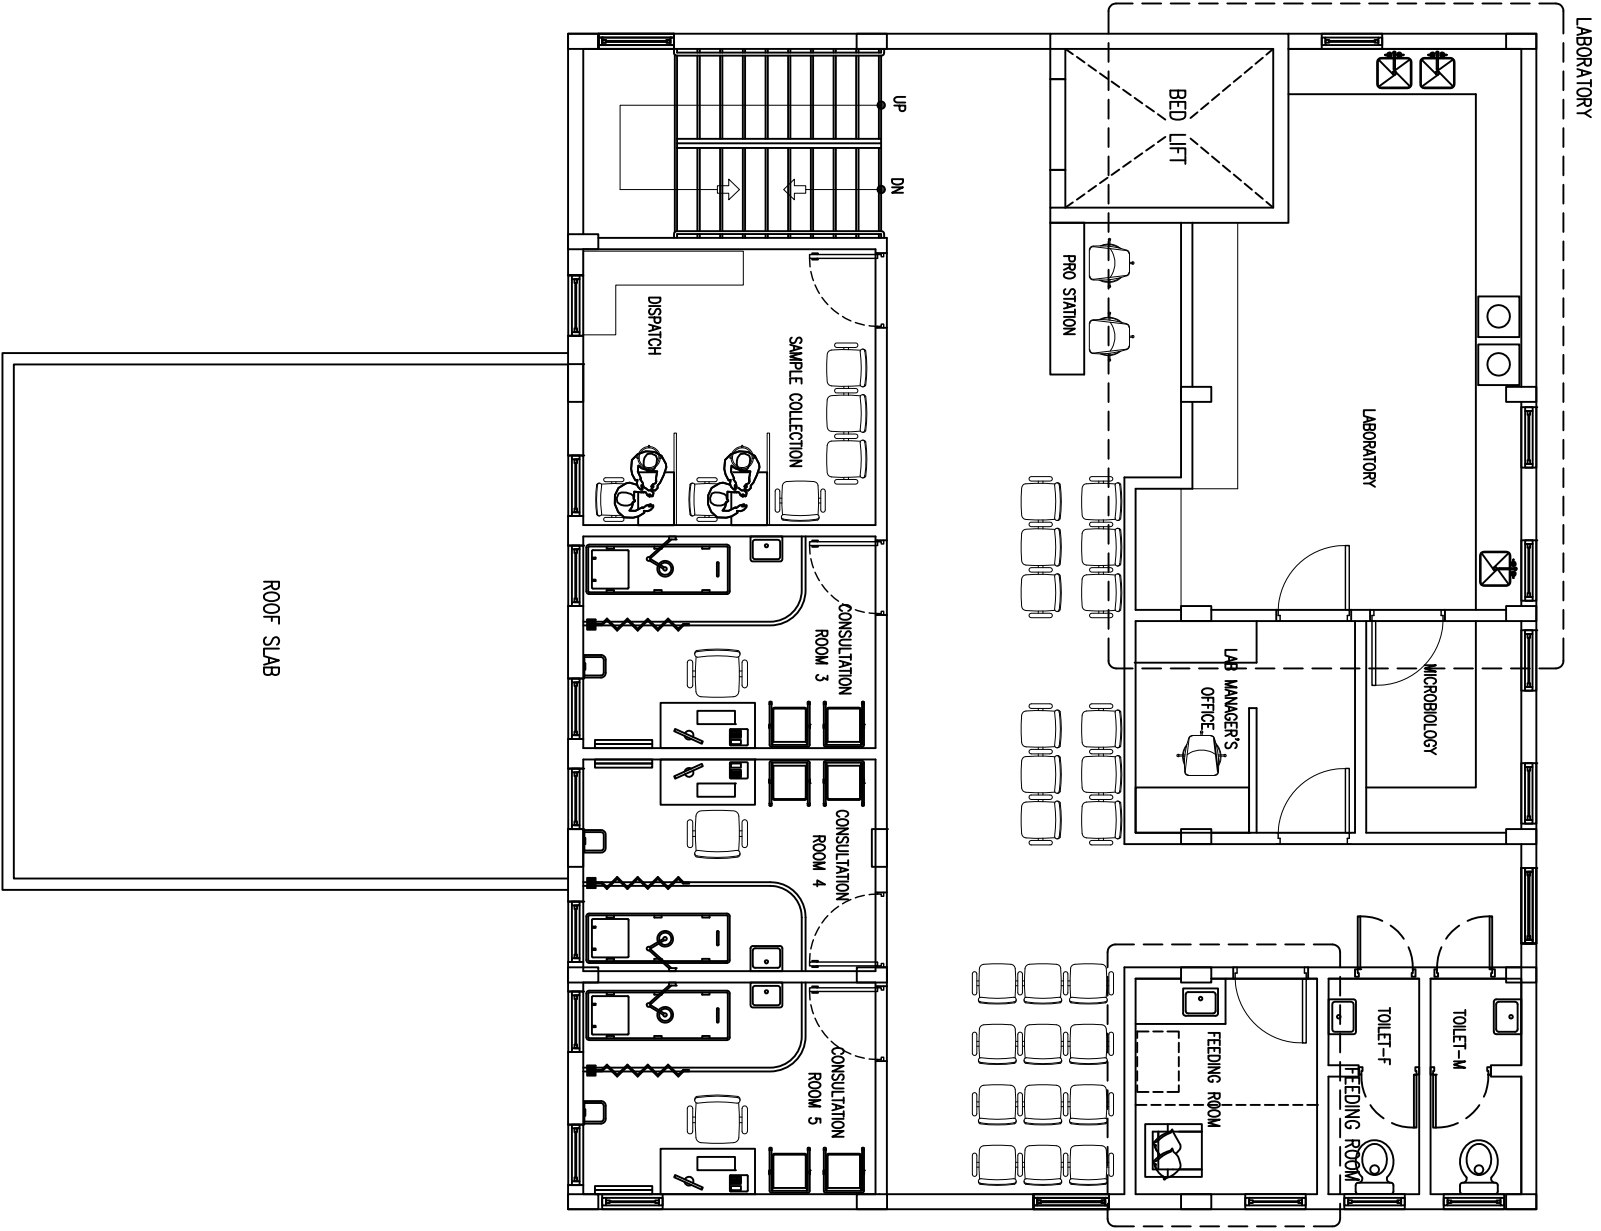 LABORATORY
UP
BED LIFT
DN
PRO STATION
DISPATCH
SAMPLE COLLECTION
LABORATORY
ROOF SLAB
CONSULTATION
ROOM 3
LAB MANAGER'S
OFFICE
MICROBIOLOGY
CONSULTATION
ROOM 4
TOILET-F
TOILET-M
FEEDING ROOM
FEEDING ROOM
CONSULTATION
ROOM 5